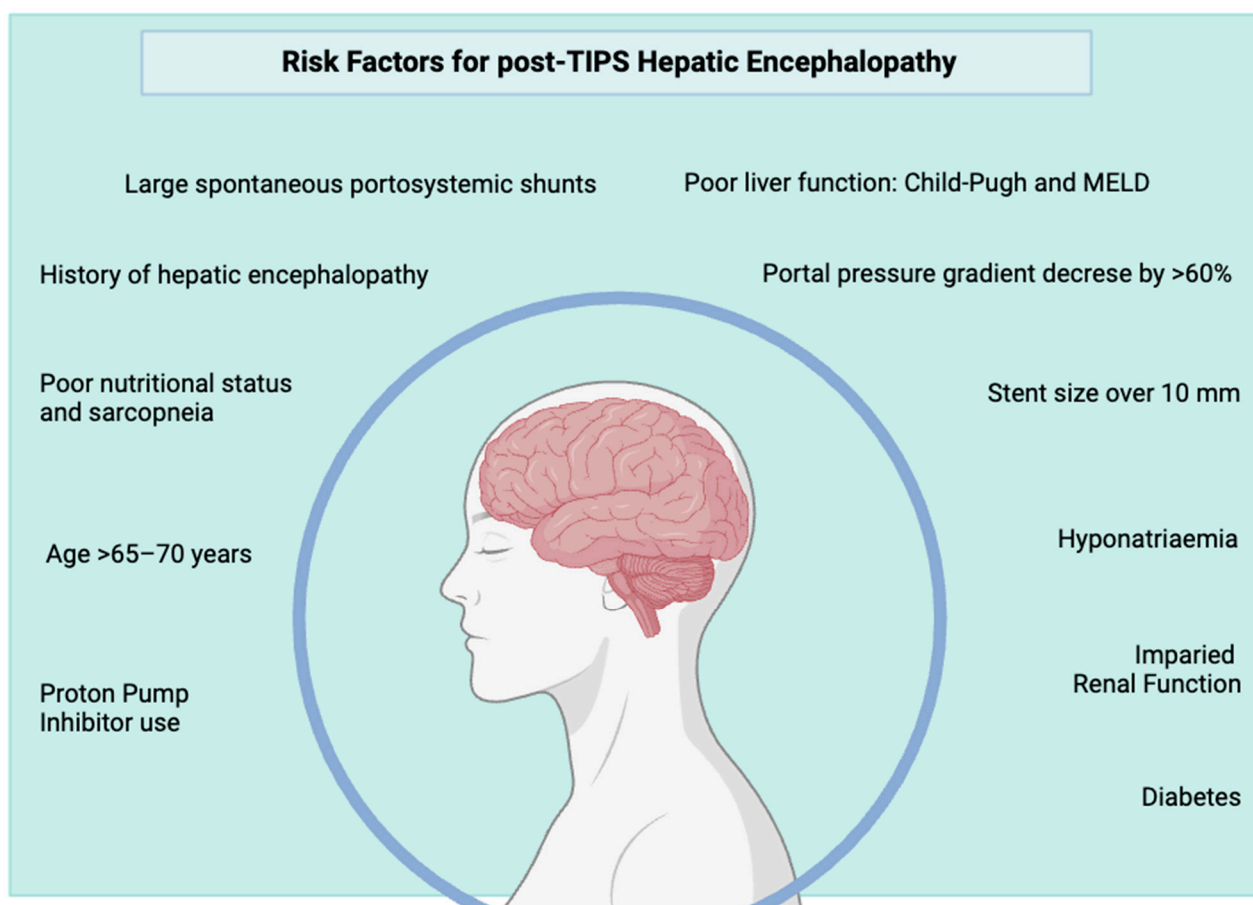 Risk Factors for post-TIPS Hepatic Encephalopathy
Large spontaneous portosystemic shunts
Poor liver function: Child-Pugh and MELD
History of hepatic encephalopathy
Portal pressure gradient decrese by >60%
Poor nutritional status
and sarcopneia
Stent size over 10 mm
Age >65–70 years
Hyponatriaemia
Imparied
Renal Function
Proton Pump
Inhibitor use
Diabetes